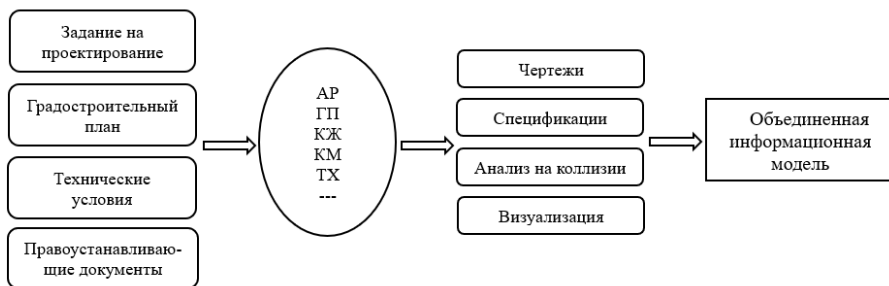 Задание на
проектирование
Градостроительный
план
Технические
условия
Правоустанавливаю-
щие документы
АР
ГП
КЖ
КМ
ТХ
---
Чертежи
Спецификации
Анализ на коллизии
Визуализация
Объединенная
информационная
модель